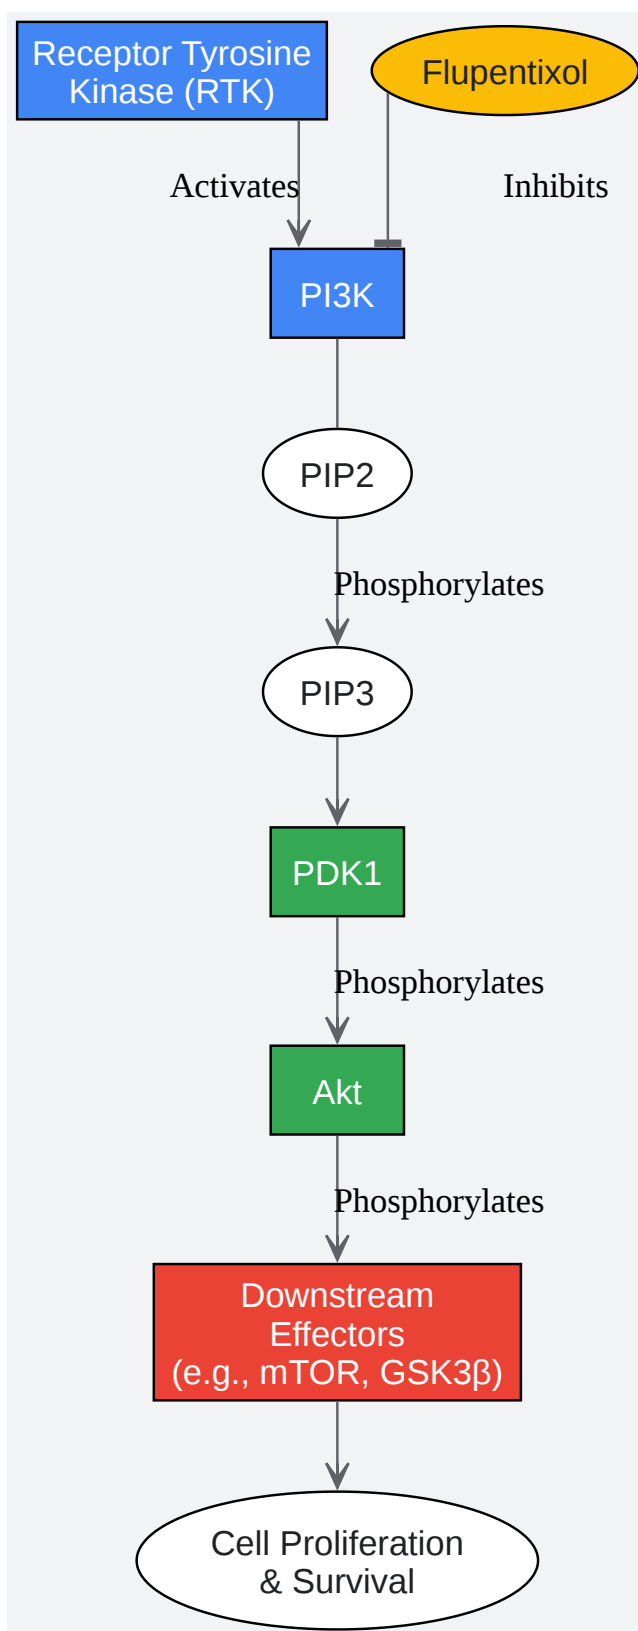 Receptor Tyrosine
Kinase (RTK)
Flupentixol
Activates
Inhibits
PI3K
PIP2
Phosphorylates
PIP3
PDK1
Phosphorylates
Akt
Phosphorylates
Downstream
Effectors
(e.g., mTOR, GSK3β)
Cell Proliferation
& Survival